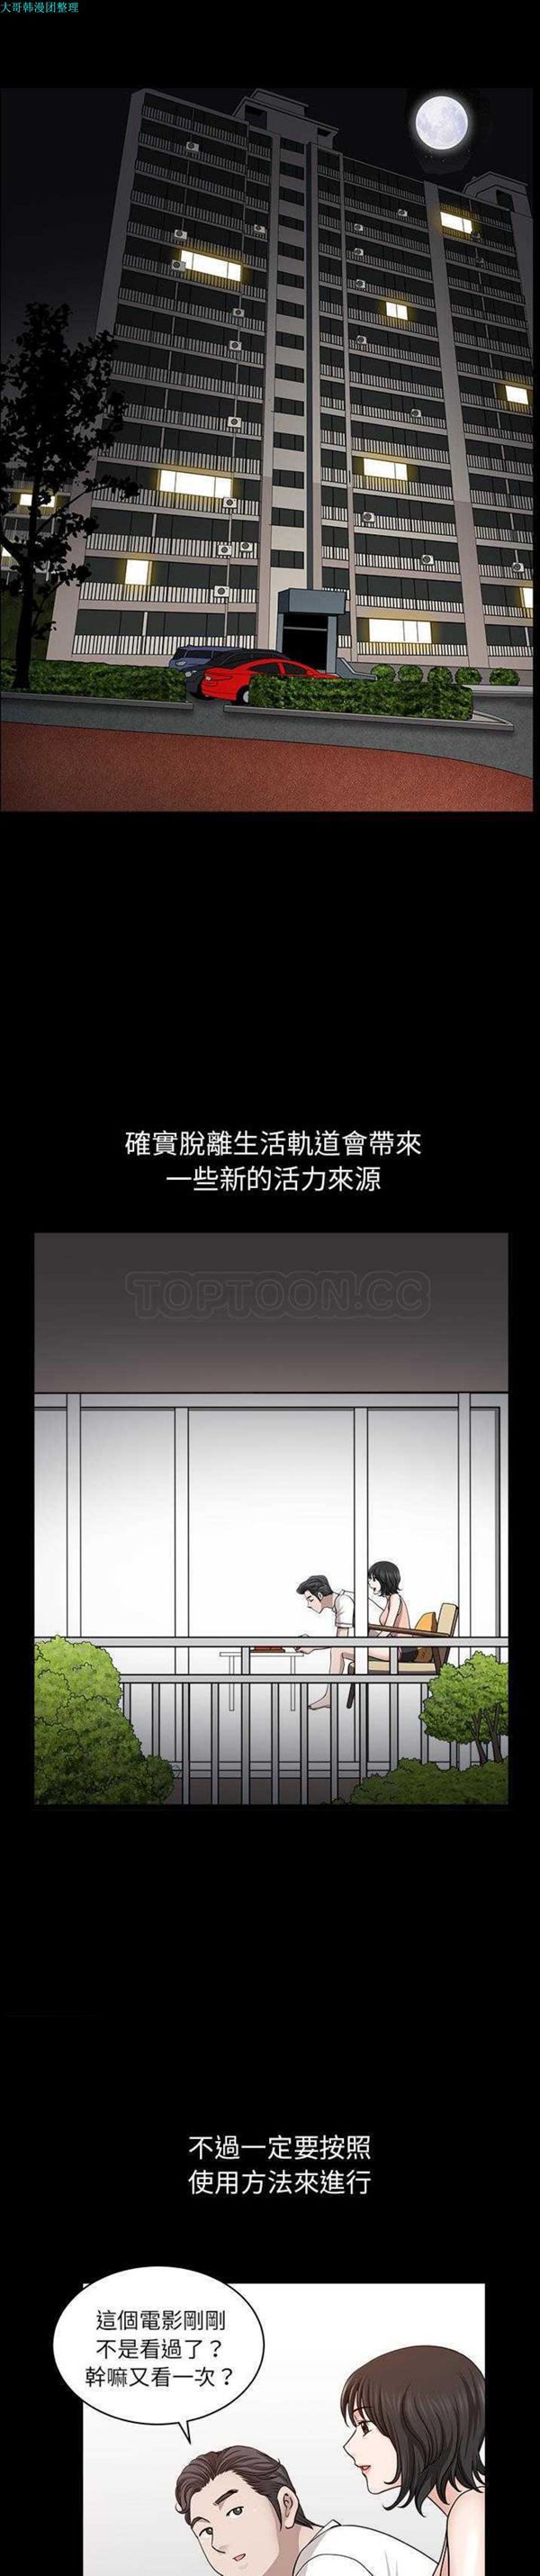 大哥韩漫团整理
確實脫離生活軌道會帶來
一些新的活力來源
TOPTOON.CC
不過一定要按照
使用方法來進行
這個電影剛剛
不是看過了？
幹嘛又看一次？